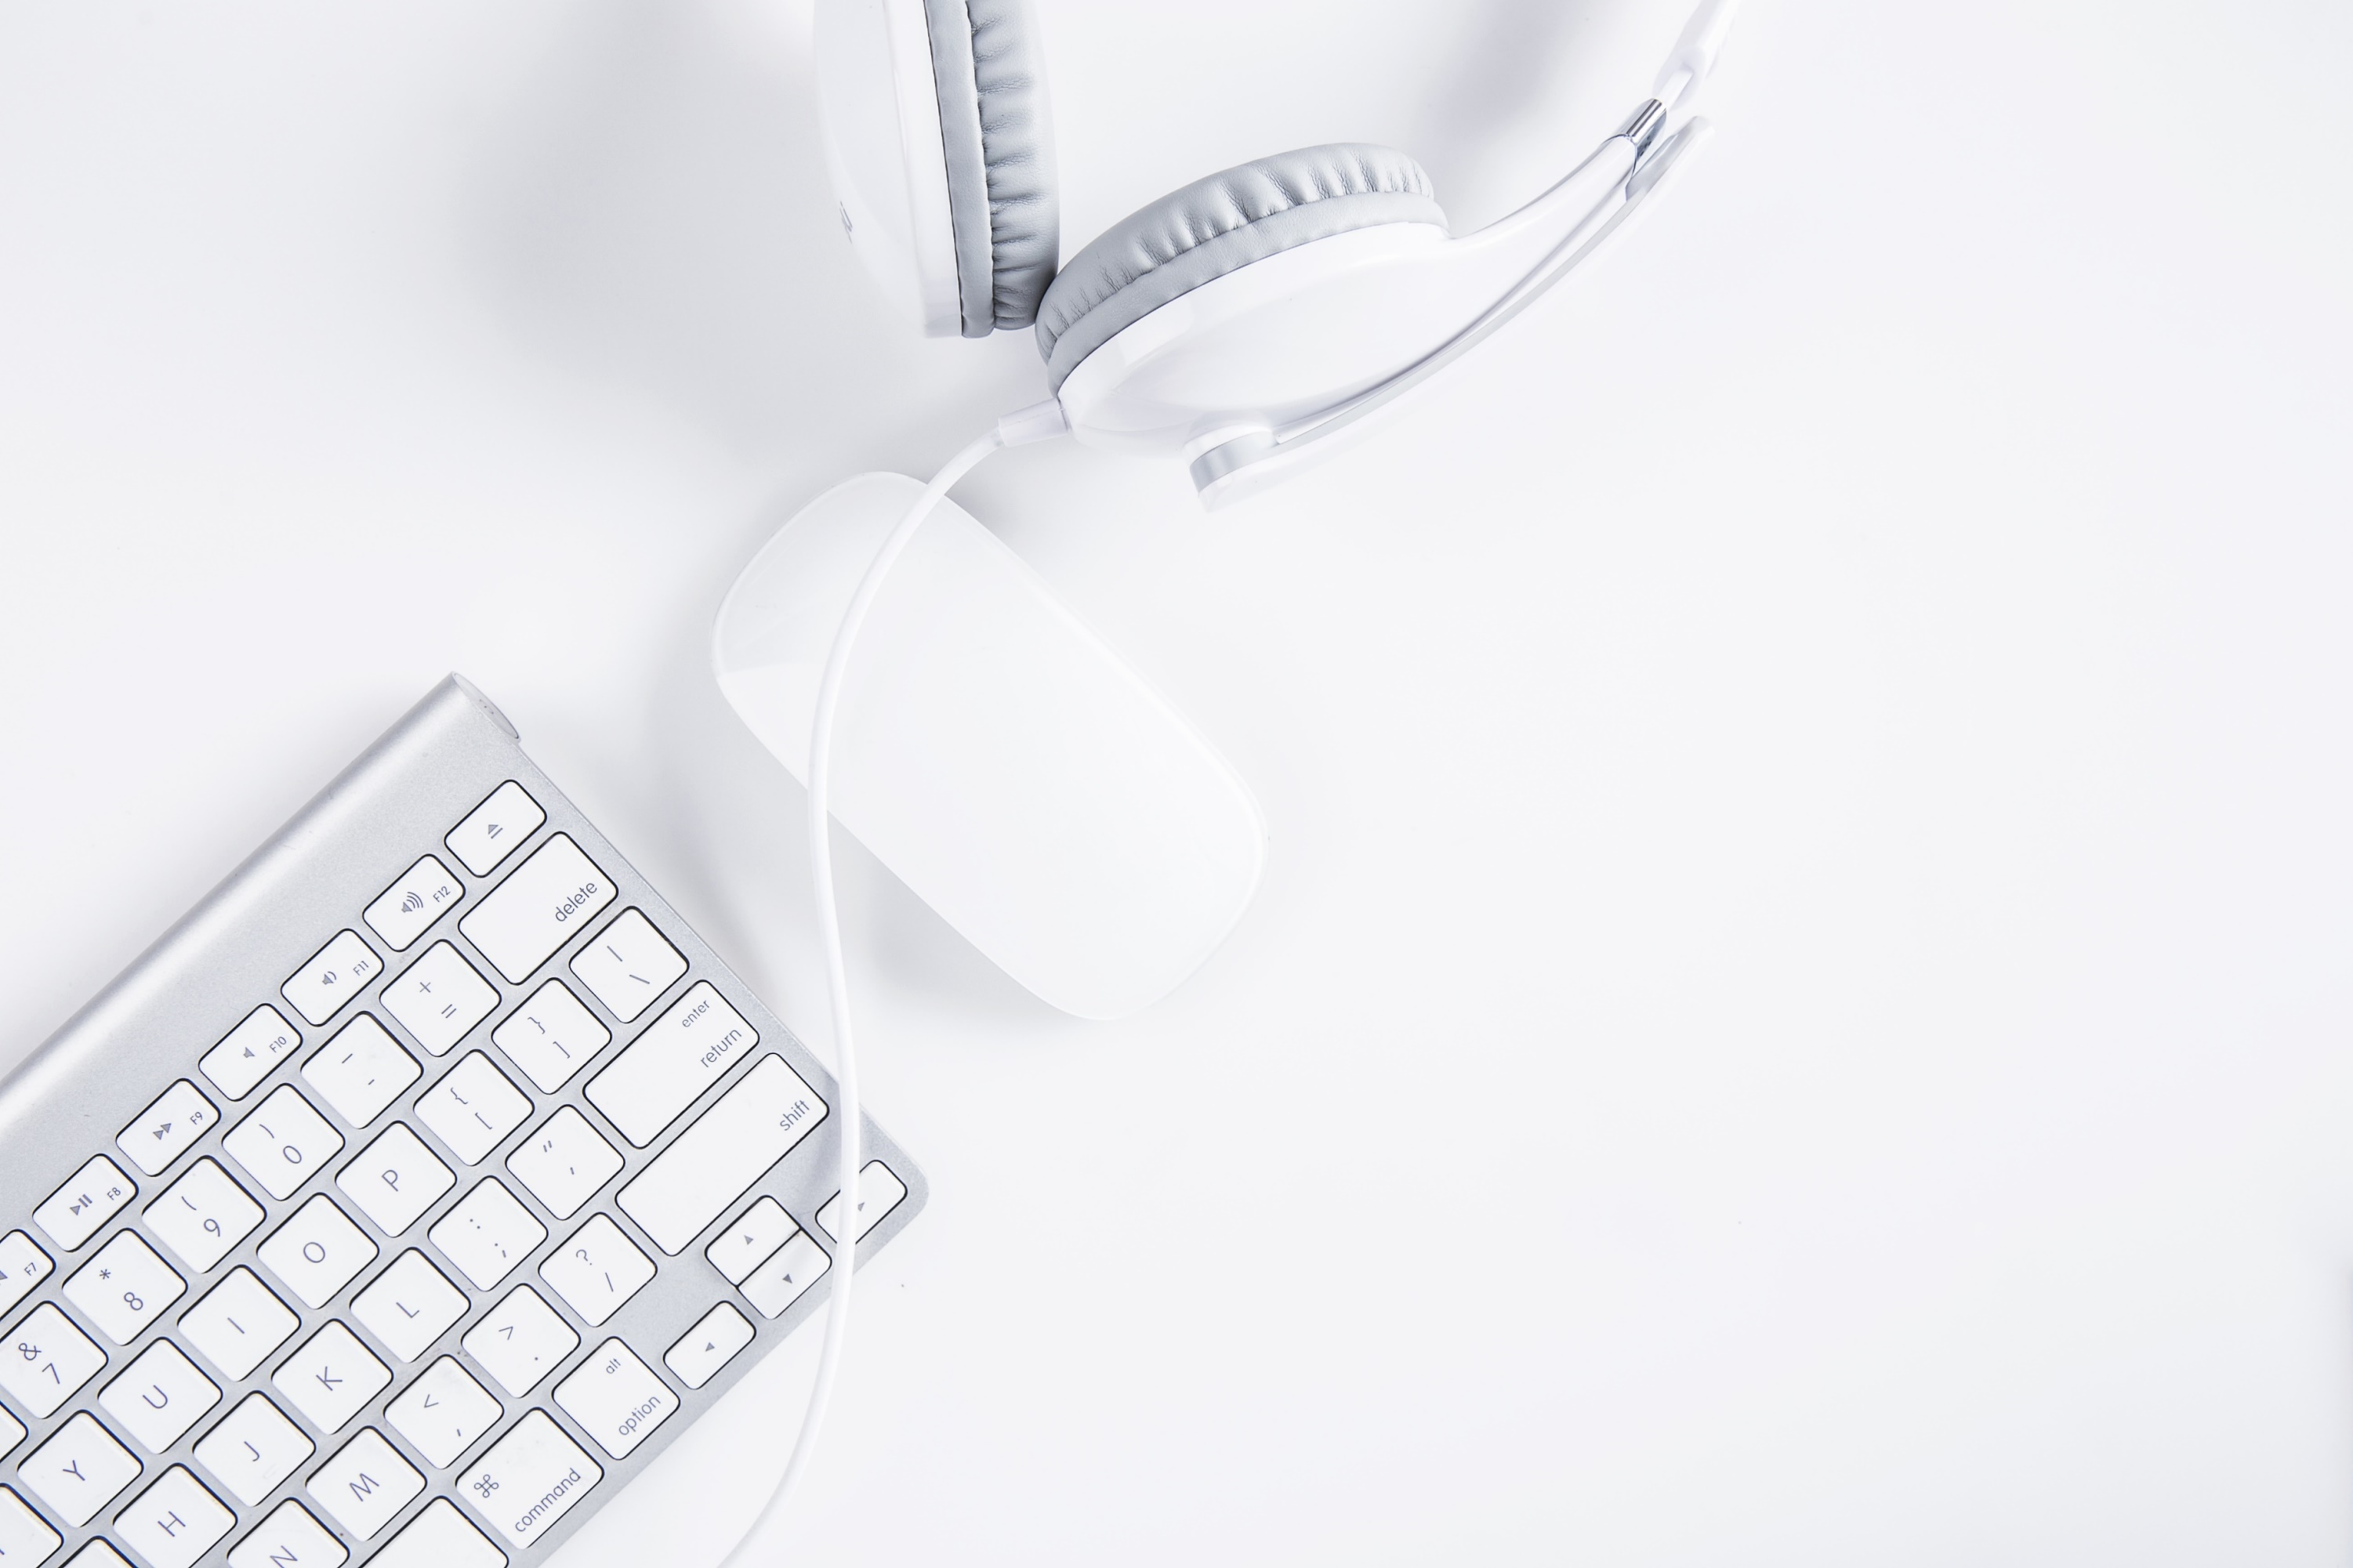 F7
F8
F9
F10
F11
F12
&
7
*
8
(
9
)
0
_
-
+
=
delete
Y
U
I
O
P
{
[
}
]
|
\
H
J
K
L
:
;
"
'
enter
return
N
M
<
,
>
.
?
/
shift
⌘
command
alt
option